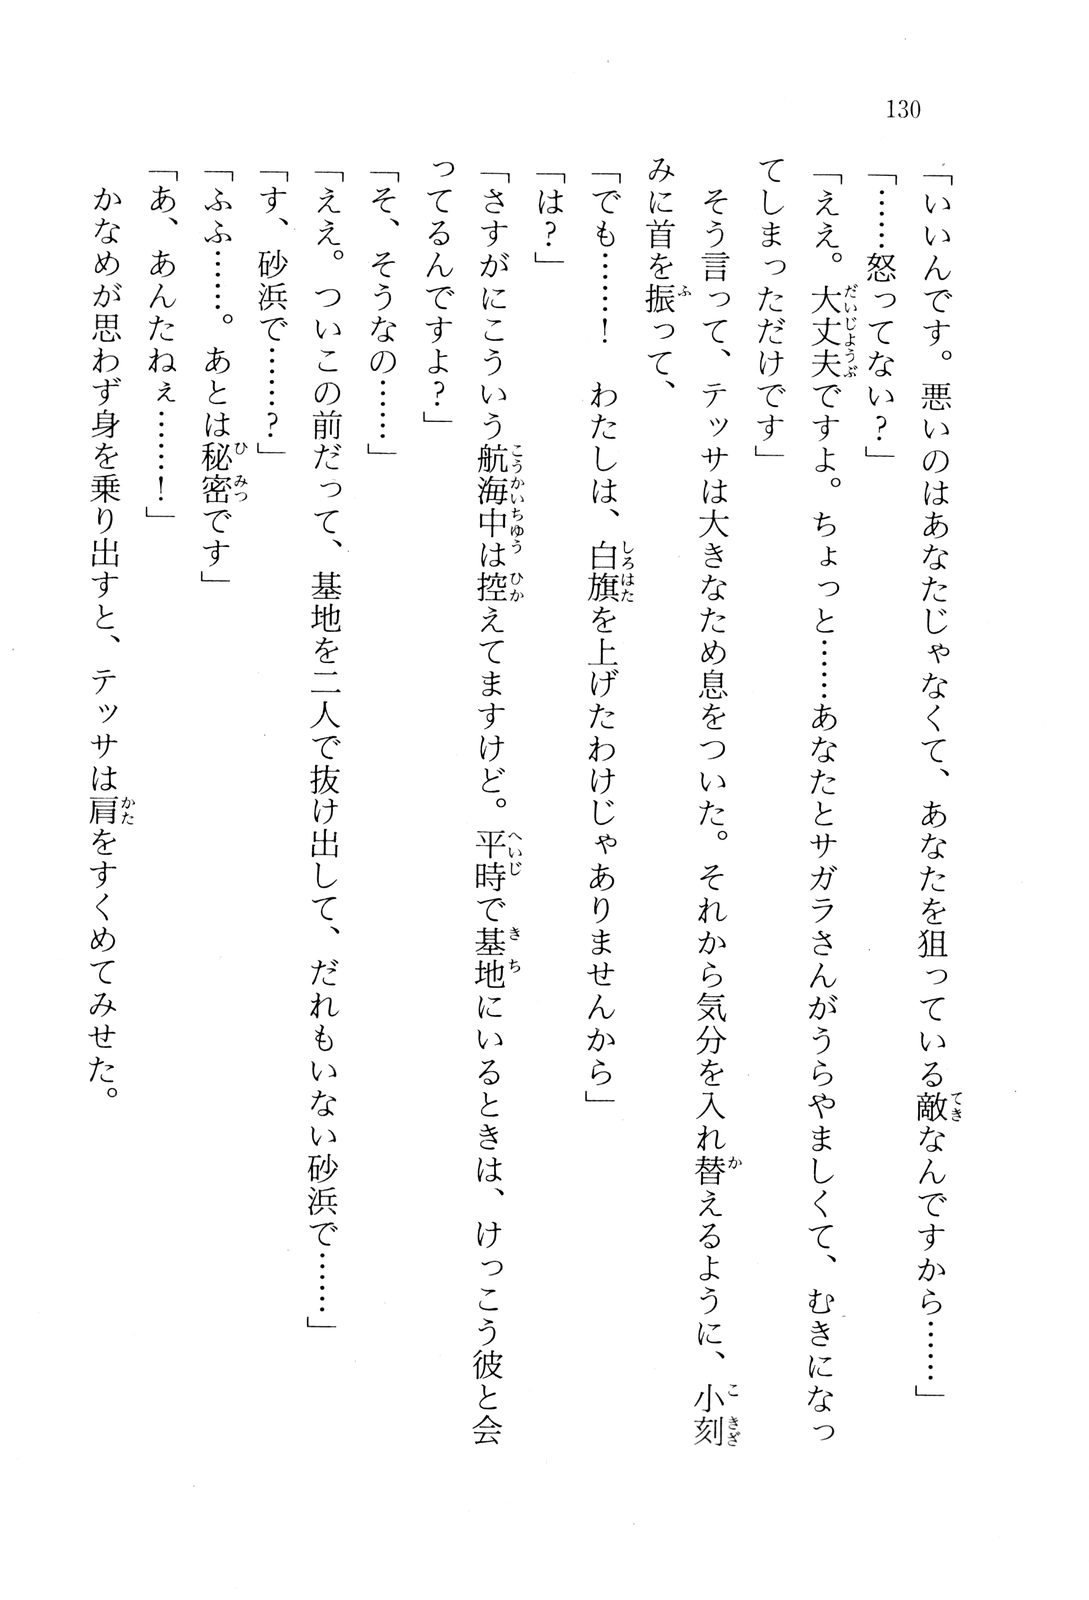 130
「いいんです。悪いのはあなたじゃなくて、あなたを狙っている敵なんですから……」
「……怒ってない？」
「ええ。大丈夫ですよ。ちょっと……あなたとサガラさんがうらやましくて、むきになっ
てしまっただけです」
　そう言って、テッサは大きなため息をついた。それから気分を入れ替えるように、小刻
みに首を振って、
「でも……！　わたしは、白旗を上げたわけじゃありませんから」
「は？」
「さすがにこういう航海中は控えてますけど。平時で基地にいるときは、けっこう彼と会
ってるんですよ？」
「そ、そうなの……」
「ええ。ついこの前だって、基地を二人で抜け出して、だれもいない砂浜で……」
「す、砂浜で……？」
「ふふ……。あとは秘密です」
「あ、あんたねぇ……！」
　かなめが思わず身を乗り出すと、テッサは肩をすくめてみせた。